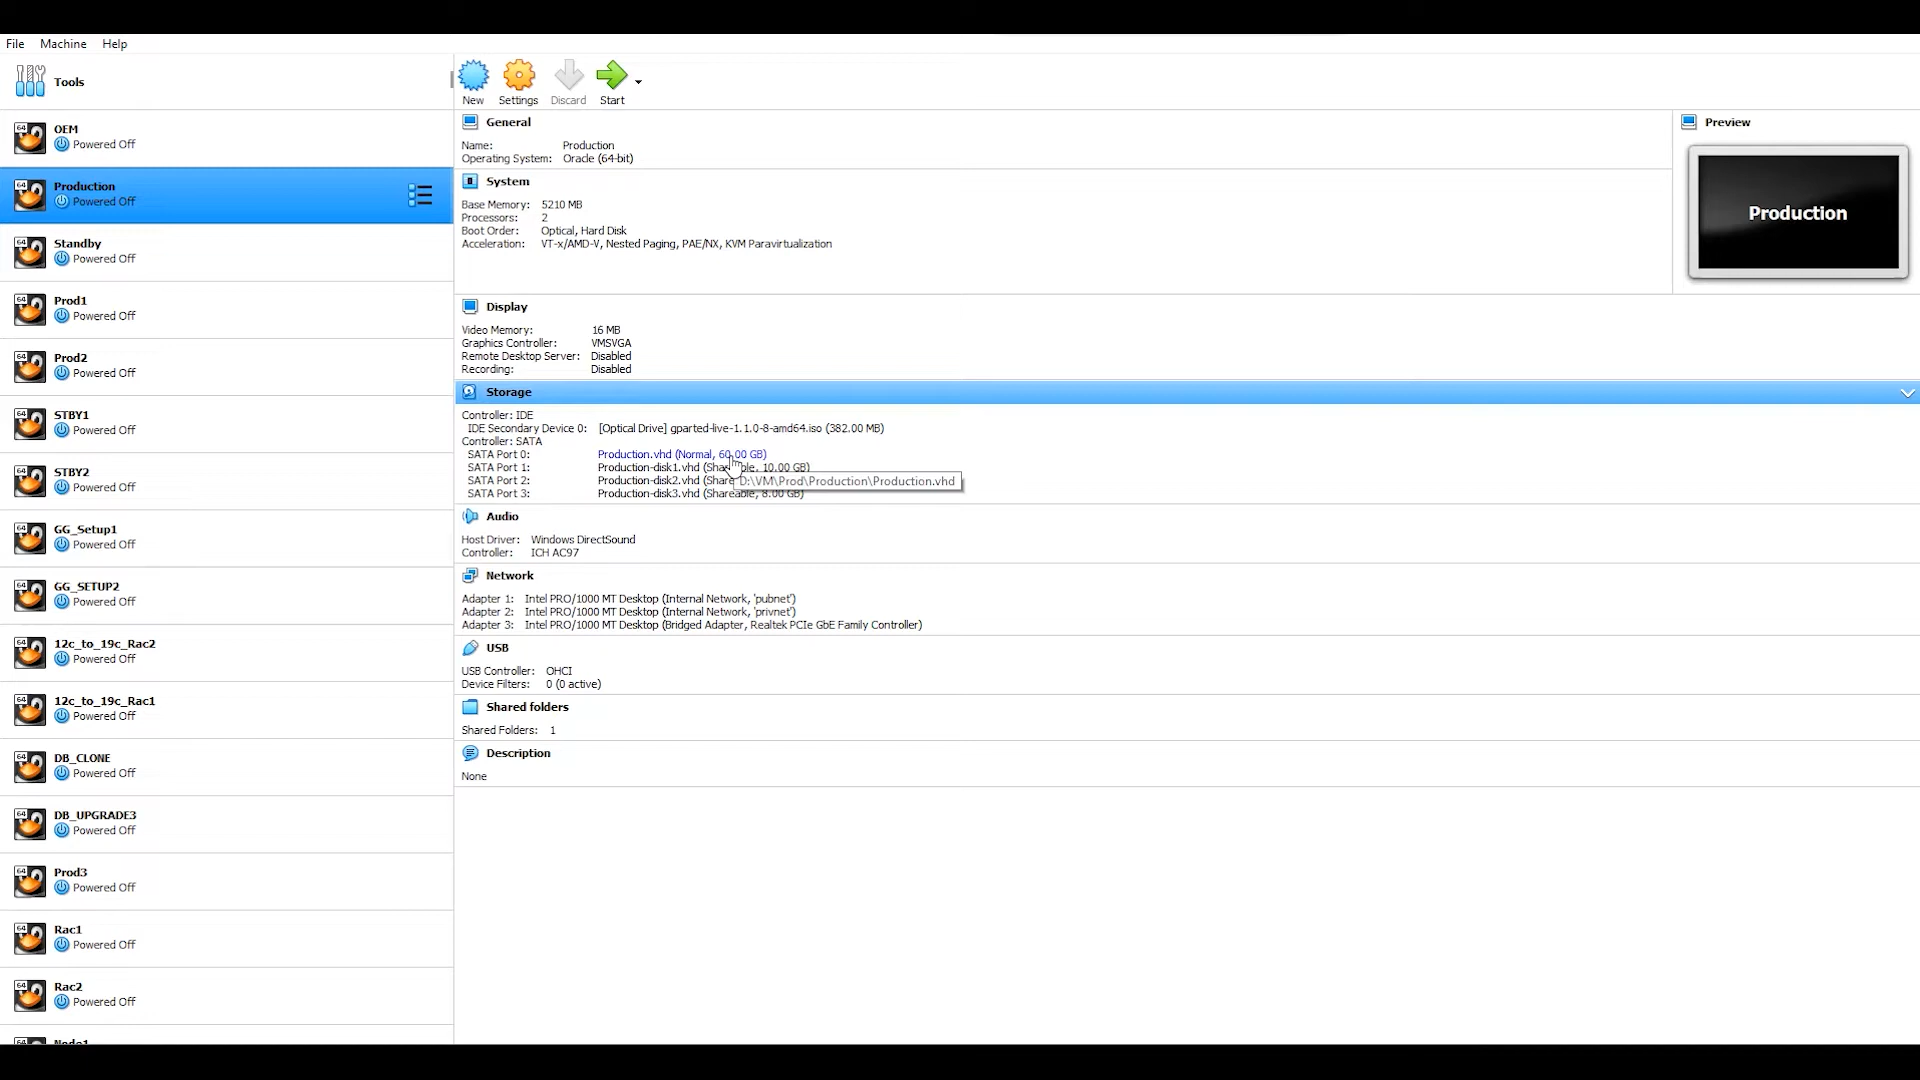 File Machine Help
Tools
New Settings Discard Start
OEM
Powered Off
Production
Powered Off
Standby
Powered Off
Prod1
Powered Off
Prod2
Powered Off
STBY1
Powered Off
STBY2
Powered Off
GG_Setup1
Powered Off
GG_SETUP2
Powered Off
12c_to_19c_Rac2
Powered Off
12c_to_19c_Rac1
Powered Off
DB_CLONE
Powered Off
DB_UPGRADE3
Powered Off
Prod3
Powered Off
Rac1
Powered Off
Rac2
Powered Off
General
Name: Production
Operating System: Oracle (64-bit)
System
Base Memory: 5210 MB
Processors: 2
Boot Order: Optical, Hard Disk
Acceleration: VT-x/AMD-V, Nested Paging, PAE/NX, KVM Paravirtualization
Display
Video Memory: 16 MB
Graphics Controller: VMSVGA
Remote Desktop Server: Disabled
Recording: Disabled
Storage
Controller: IDE
IDE Secondary Device 0: [Optical Drive] gparted-live-1.1.0-8-amd64.iso (382.00 MB)
Controller: SATA
SATA Port 0: Production.vhd (Normal, 60.00 GB)
SATA Port 1: Production-disk1.vhd 10.00 GB)
SATA Port 2: Production-disk2.vhd
D:\VM\Prod\Production\Production.vhd
SATA Port 3: Production-disk3.vhd (Shareable, 8.00 GB)
Audio
Host Driver: Windows DirectSound
Controller: ICH AC97
Network
Adapter 1: Intel PRO/1000 MT Desktop (Internal Network, 'pubnet')
Adapter 2: Intel PRO/1000 MT Desktop (Internal Network, 'privnet')
Adapter 3: Intel PRO/1000 MT Desktop (Bridged Adapter, Realtek PCIe GbE Family Controller)
USB
USB Controller: OHCI
Device Filters: 0 (0 active)
Shared folders
Shared Folders: 1
Description
None
Preview
Production